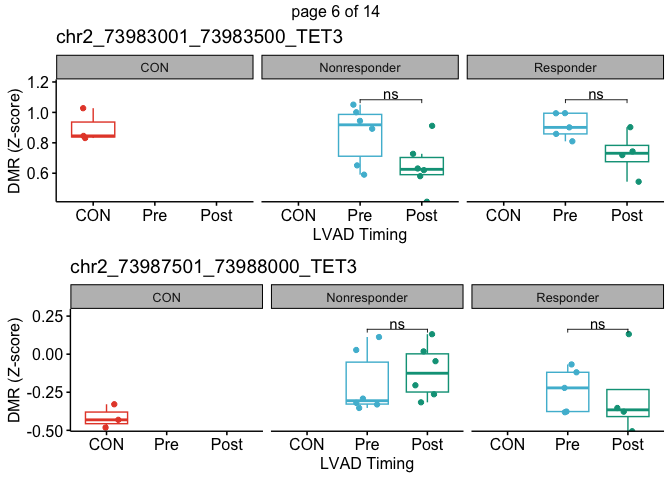 page 6 of 14
chr2_73983001_73983500_TET3
CON Nonresponder Responder
DMR (Z-score)
1.2
1.0
0.8
0.6
ns ns
CON Pre Post CON Pre Post CON Pre Post
LVAD Timing
chr2_73987501_73988000_TET3
CON Nonresponder Responder
DMR (Z-score)
0.25
0.00
-0.25
-0.50
ns ns
CON Pre Post CON Pre Post CON Pre Post
LVAD Timing